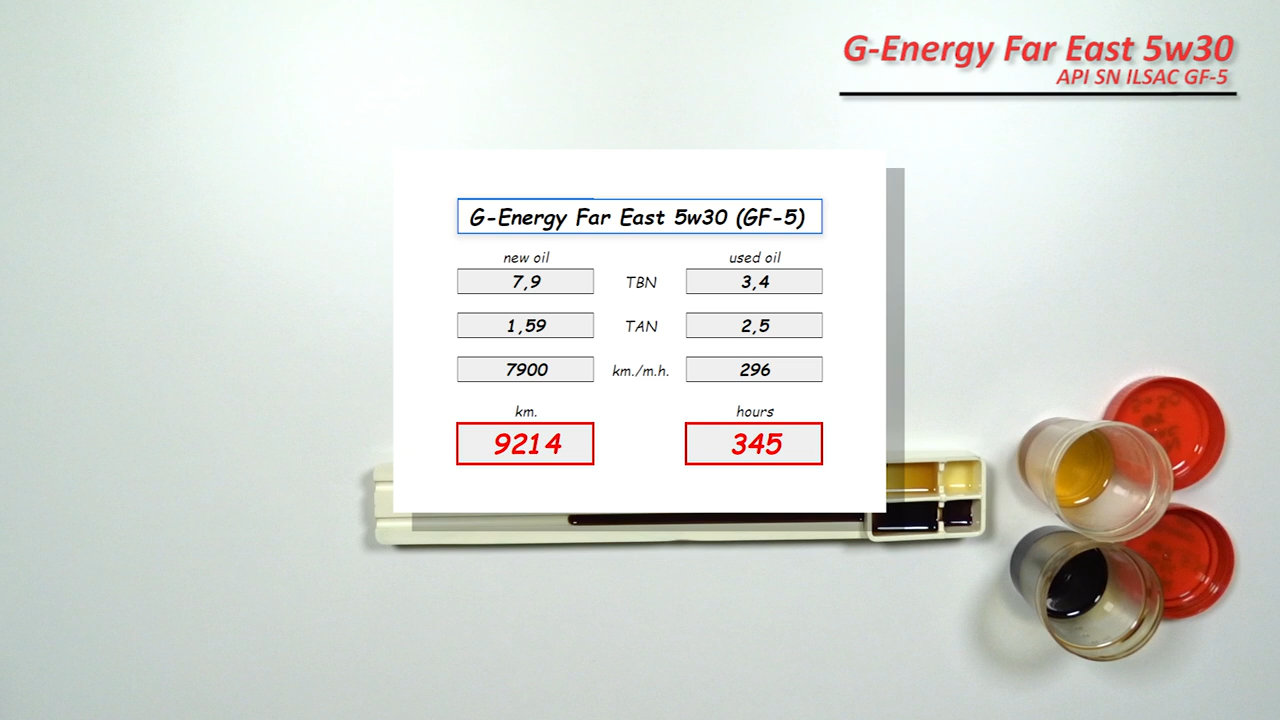 G-Energy Far East 5w30
API SN ILSAC GF-5
G-Energy Far East 5w30 (GF-5)
new oil used oil
7,9 TBN 3,4
1,59 TAN 2,5
7900 km./m.h. 296
km. hours
9214 345